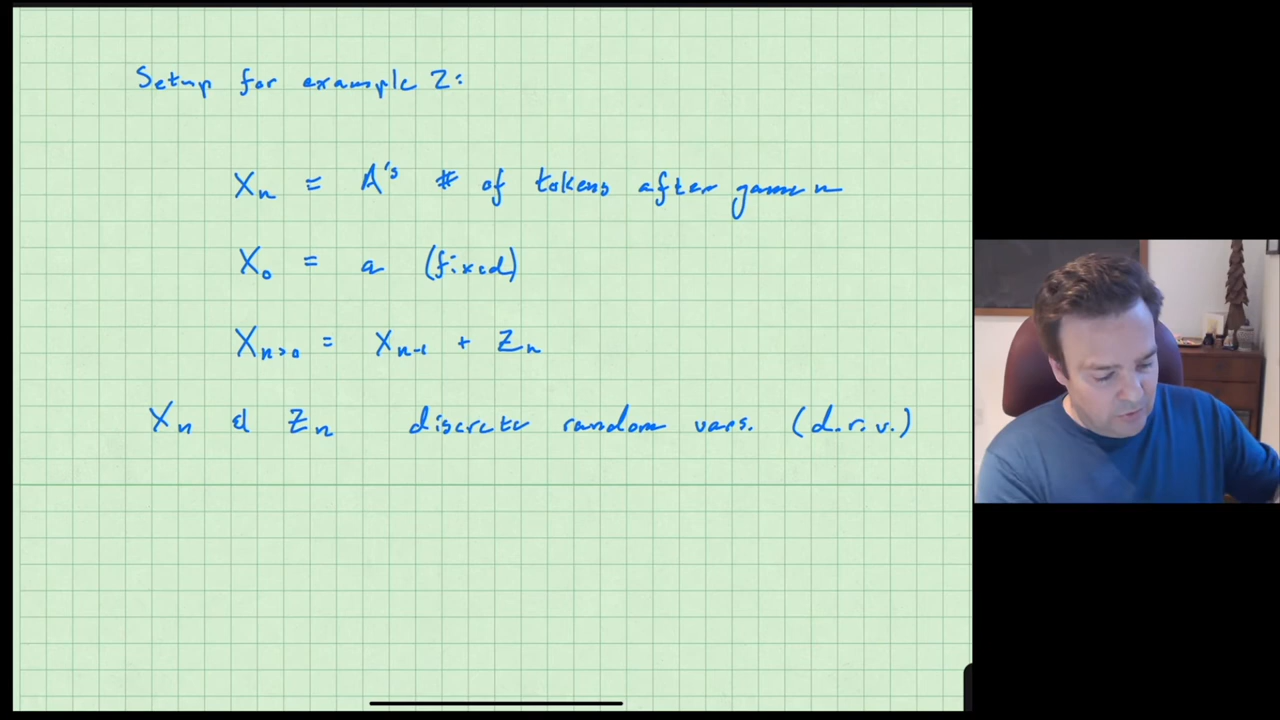 Setup for example 2:
Xn = A's # of tokens after game n
X0 = a (fixed)
Xn>0 = Xn-1 + Zn
Xn & Zn discrete random vars. (d.r.v.)